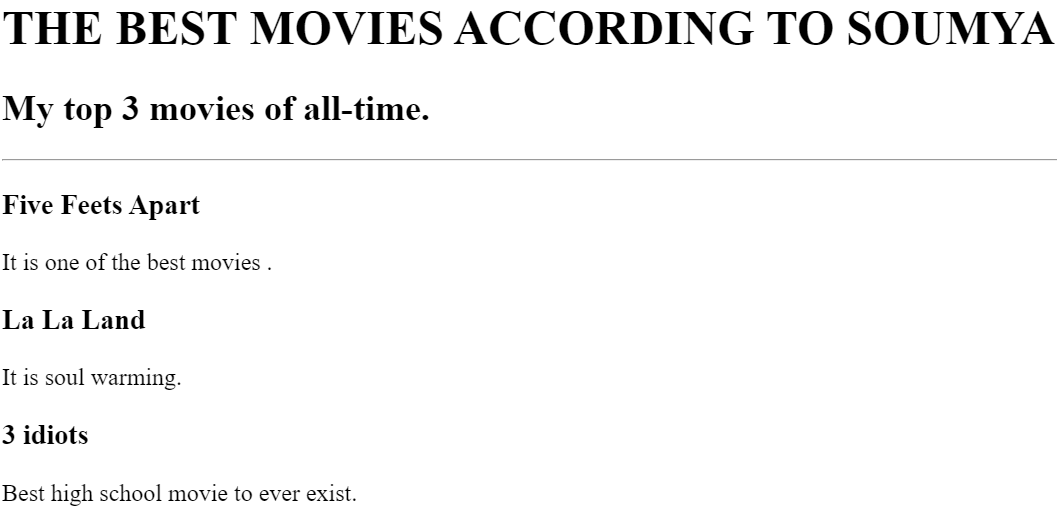 THE BEST MOVIES ACCORDING TO SOUMYA
My top 3 movies of all-time.
Five Feets Apart
It is one of the best movies .
La La Land
It is soul warming.
3 idiots
Best high school movie to ever exist.